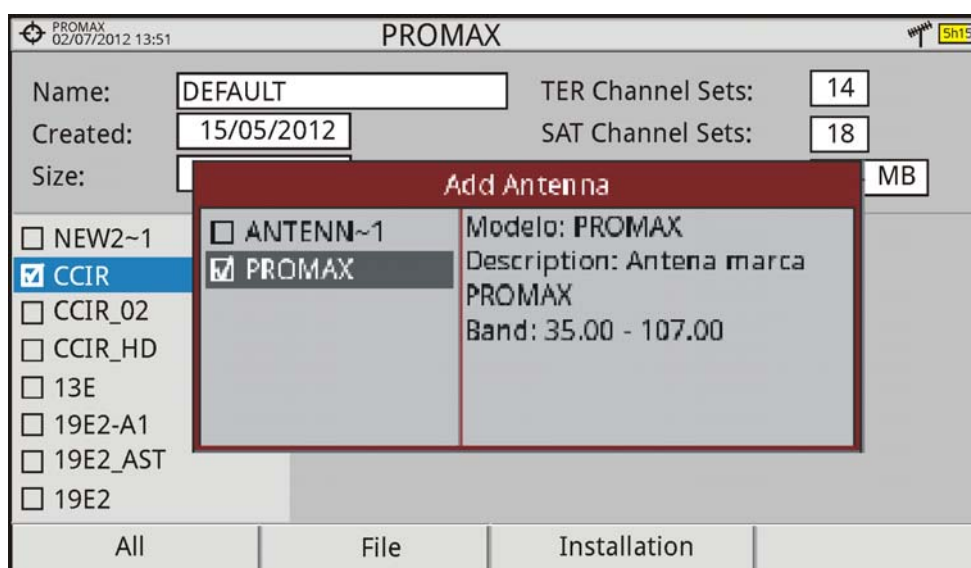 PROMAX
02/07/2012 13:51
PROMAX
5h15
Name: DEFAULT
TER Channel Sets: 14
Created: 15/05/2012
SAT Channel Sets: 18
Size:
MB
Add Antenna
ANTENN~1
PROMAX
Modelo: PROMAX
Description: Antena marca
PROMAX
Band: 35.00 - 107.00
NEW2~1
CCIR
CCIR_02
CCIR_HD
13E
19E2-A1
19E2_AST
19E2
All
File
Installation